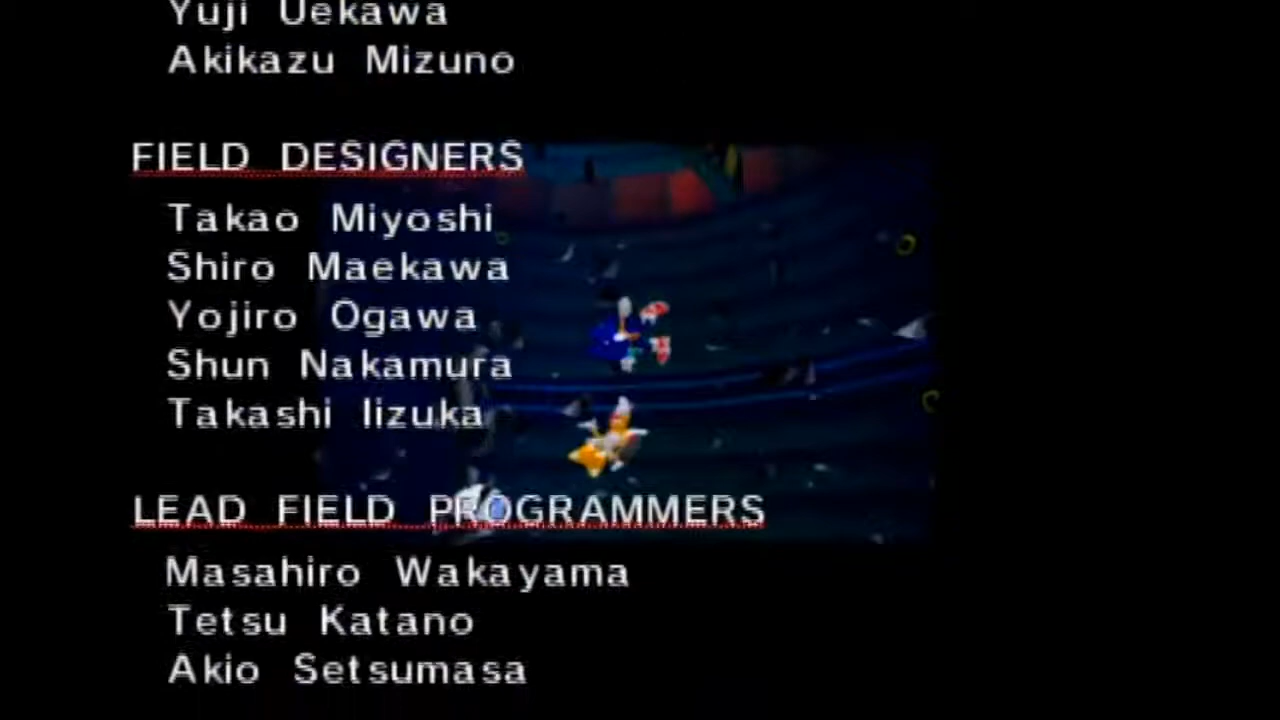 Yuji Uekawa
Akikazu Mizuno
FIELD DESIGNERS
Takao Miyoshi
Shiro Maekawa
Yojiro Ogawa
Shun Nakamura
Takashi Iizuka
LEAD FIELD PROGRAMMERS
Masahiro Wakayama
Tetsu Katano
Akio Setsumasa